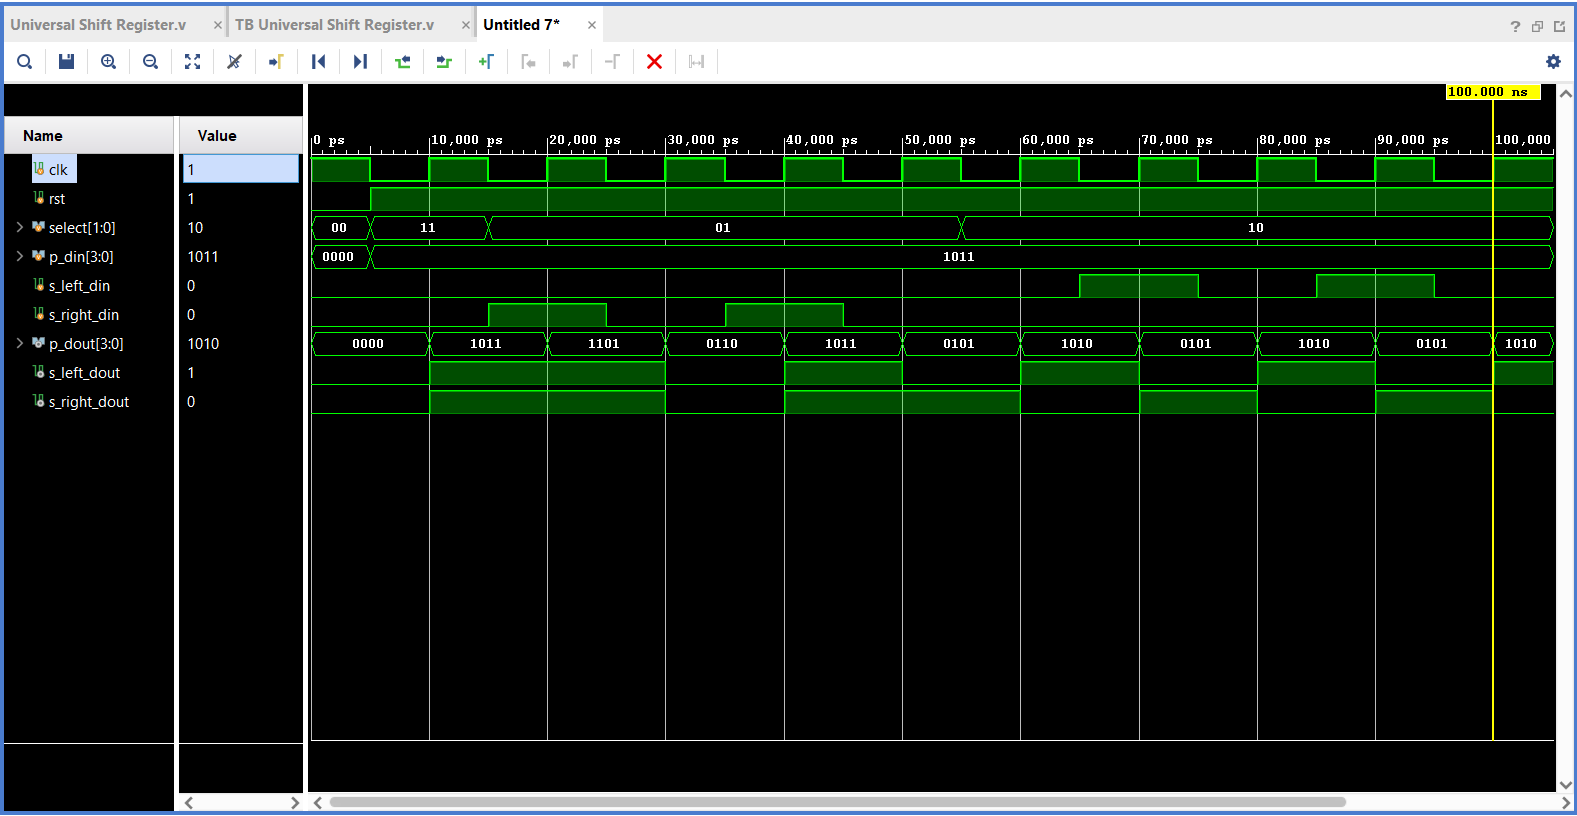 Universal Shift Register.v × TB Universal Shift Register.v × Untitled 7* × ?
100.000 ns
Name Value
0 ps 10,000 ps 20,000 ps 30,000 ps 40,000 ps 50,000 ps 60,000 ps 70,000 ps 80,000 ps 90,000 ps 100,000
clk 1
rst 1
select[1:0] 10 00 11 01 10
p_din[3:0] 1011 0000 1011
s_left_din 0
s_right_din 0
p_dout[3:0] 1010 0000 1011 1101 0110 1011 0101 1010 0101 1010 0101 1010
s_left_dout 1
s_right_dout 0